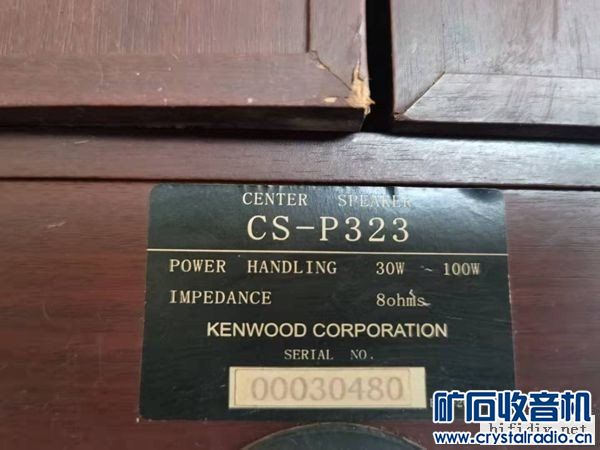 CENTER SPEAKER
CS-P323
POWER HANDLING 30W ~ 100W
IMPEDANCE 8ohms
KENWOOD CORPORATION
SERIAL NO.
00030480
hifidix.net
矿石收音机
www.crystalradio.cn